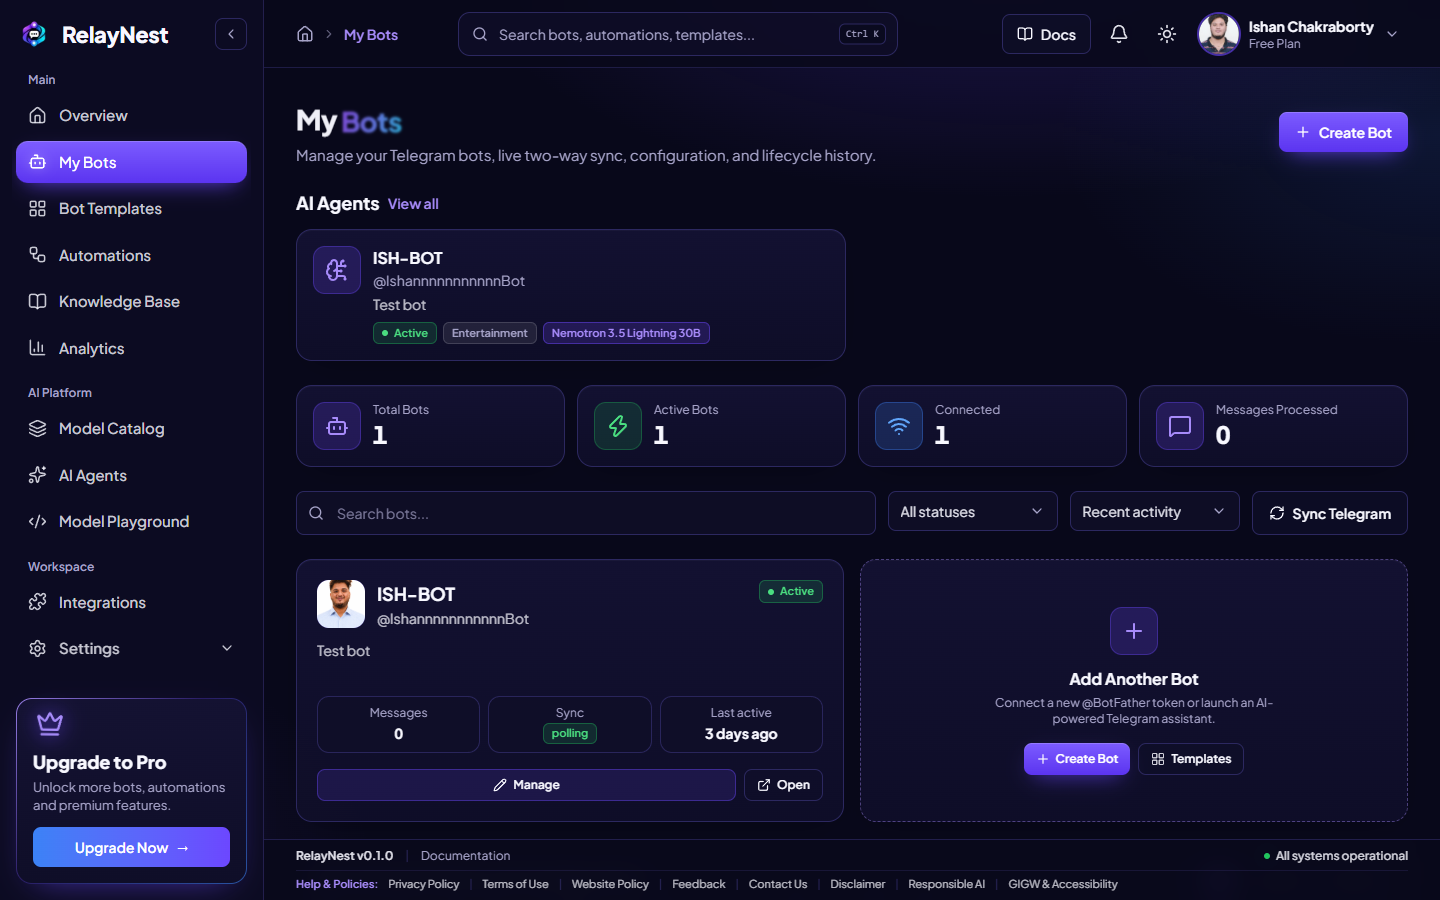 RelayNest
Main
Overview
My Bots
Bot Templates
Automations
Knowledge Base
Analytics
AI Platform
Model Catalog
AI Agents
Model Playground
Workspace
Integrations
Settings
Upgrade to Pro
Unlock more bots, automations
and premium features.
Upgrade Now →
My Bots
Search bots, automations, templates...
Ctrl K
Docs
Ishan Chakraborty
Free Plan
My Bots
Manage your Telegram bots, live two-way sync, configuration, and lifecycle history.
+ Create Bot
AI Agents View all
ISH-BOT
@IshannnnnnnnnnnBot
Test bot
Active Entertainment Nemotron 3.5 Lightning 30B
Total Bots
1
Active Bots
1
Connected
1
Messages Processed
0
Search bots...
All statuses
Recent activity
Sync Telegram
ISH-BOT
Active
@IshannnnnnnnnnnBot
Test bot
Messages
0
Sync
polling
Last active
3 days ago
Manage
Open
Add Another Bot
Connect a new @BotFather token or launch an AI-
powered Telegram assistant.
+ Create Bot
Templates
RelayNest v0.1.0 | Documentation
All systems operational
Help & Policies: Privacy Policy | Terms of Use | Website Policy | Feedback | Contact Us | Disclaimer | Responsible AI | GIGW & Accessibility